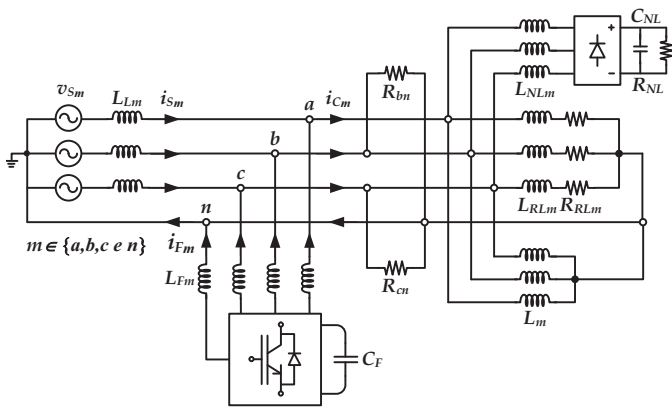 C_NL
+
−
R_NL
L_NLm
v_Sm
L_Lm
i_Sm
a
i_Cm
R_bn
b
c
n
L_RLm R_RLm
m ∈ {a,b,c e n}
i_Fm
L_Fm
R_cn
L_m
C_F